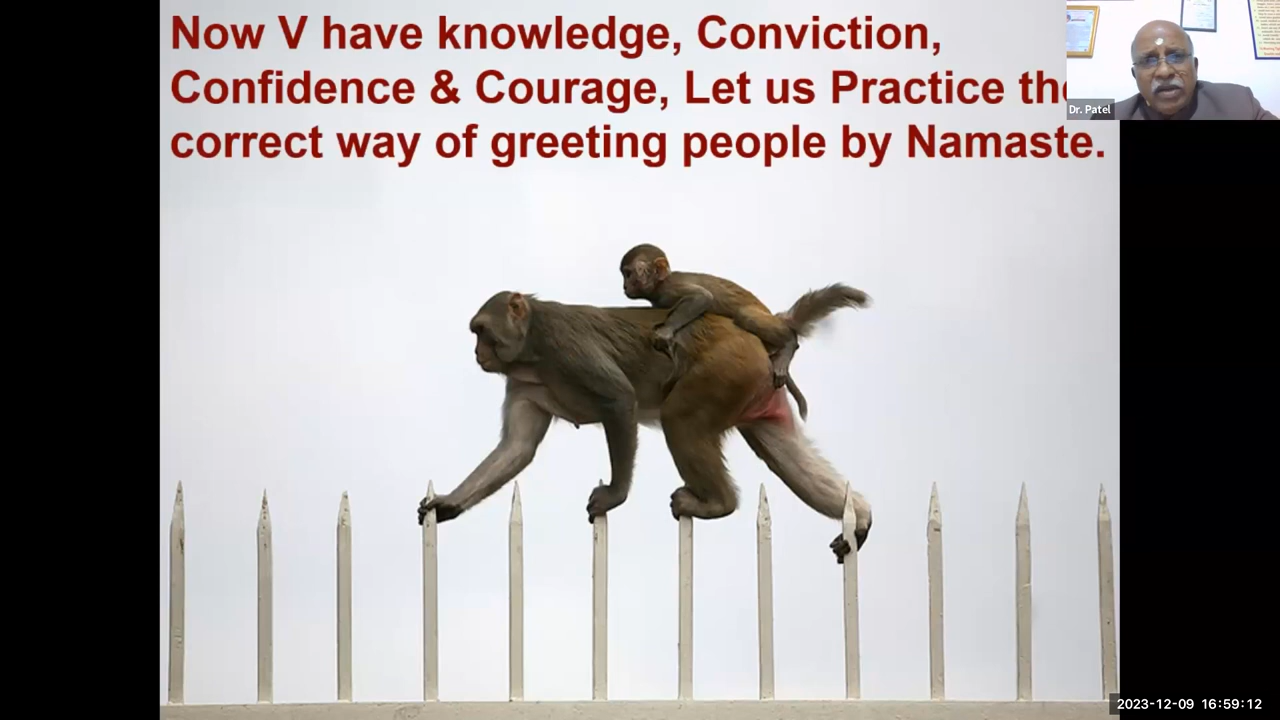 Now V have knowledge, Conviction,
Confidence & Courage, Let us Practice the
correct way of greeting people by Namaste.
Dr. Patel
2023-12-09 16:59:12